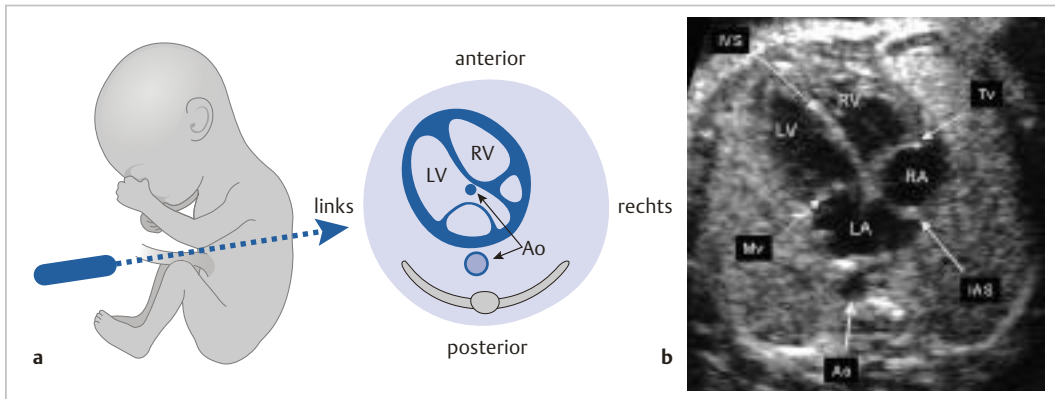 anterior
LV
RV
links
rechts
Ao
posterior
a
IVS
RV
Tv
LV
RA
LA
Mv
IAS
Ao
b